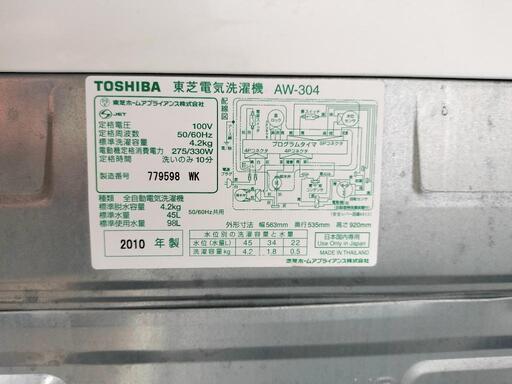 TOSHIBA 東芝電気洗濯機 AW-304
東芝ホームアプライアンス株式会社
JET
定格電圧 100V
定格周波数 50/60Hz
標準洗濯容量 4.2kg
電動機定格消費電力 275/330W
定格時間 洗いのみ10分
製造番号 779598 WK
種類 全自動電気洗濯機
標準脱水容量 4.2kg
標準水量 45L
標準使用水量 98L
2010 年製
配線図
プログラムタイマ
4Pコネクタ
50/60Hz共用
外形寸法 幅563mm 奥行535mm 高さ920mm
水位別の洗濯容量と水量
水位(水量L) 45 34 22
洗濯容量kg 4.2 1.8 0.5
日本国内専用
Use Only in Japan
MADE IN THAILAND
東芝ホームアプライアンス株式会社